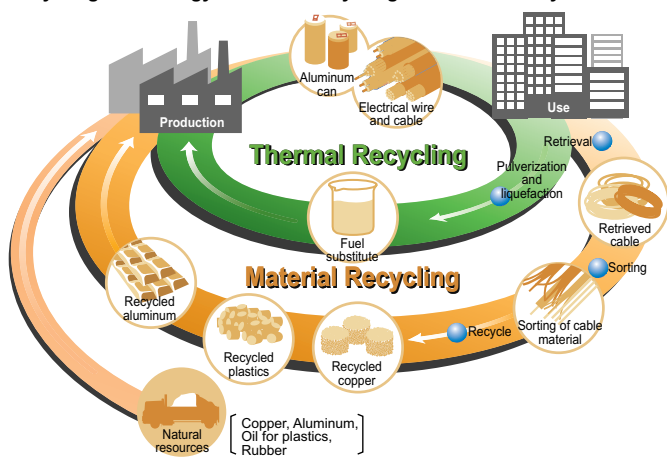 Aluminum
can
Electrical wire
and cable
Production
Use
Thermal Recycling
Retrieval
Pulverization
and
liquefaction
Retrieved
cable
Fuel
substitute
Material Recycling
Sorting
Recycled
aluminum
Sorting of cable
material
Recycle
Recycled
plastics
Recycled
copper
Natural
resources
Copper, Aluminum,
Oil for plastics,
Rubber